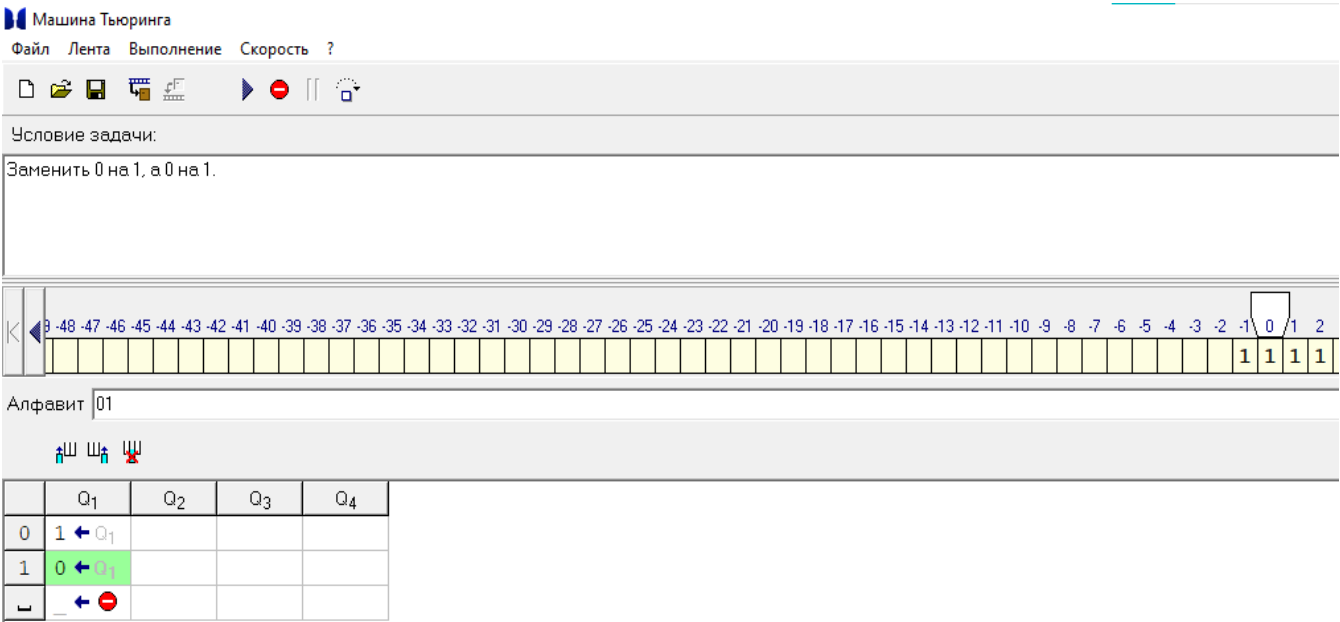 Машина Тьюринга
Файл Лента Выполнение Скорость ?
Условие задачи:
Заменить 0 на 1, а 0 на 1.
-48 -47 -46 -45 -44 -43 -42 -41 -40 -39 -38 -37 -36 -35 -34 -33 -32 -31 -30 -29 -28 -27 -26 -25 -24 -23 -22 -21 -20 -19 -18 -17 -16 -15 -14 -13 -12 -11 -10 -9 -8 -7 -6 -5 -4 -3 -2 -1 0 1 2
1 1 1 1
Алфавит 01
Q1 Q2 Q3 Q4
0 1 ← Q1
1 0 ← Q1
_ ←